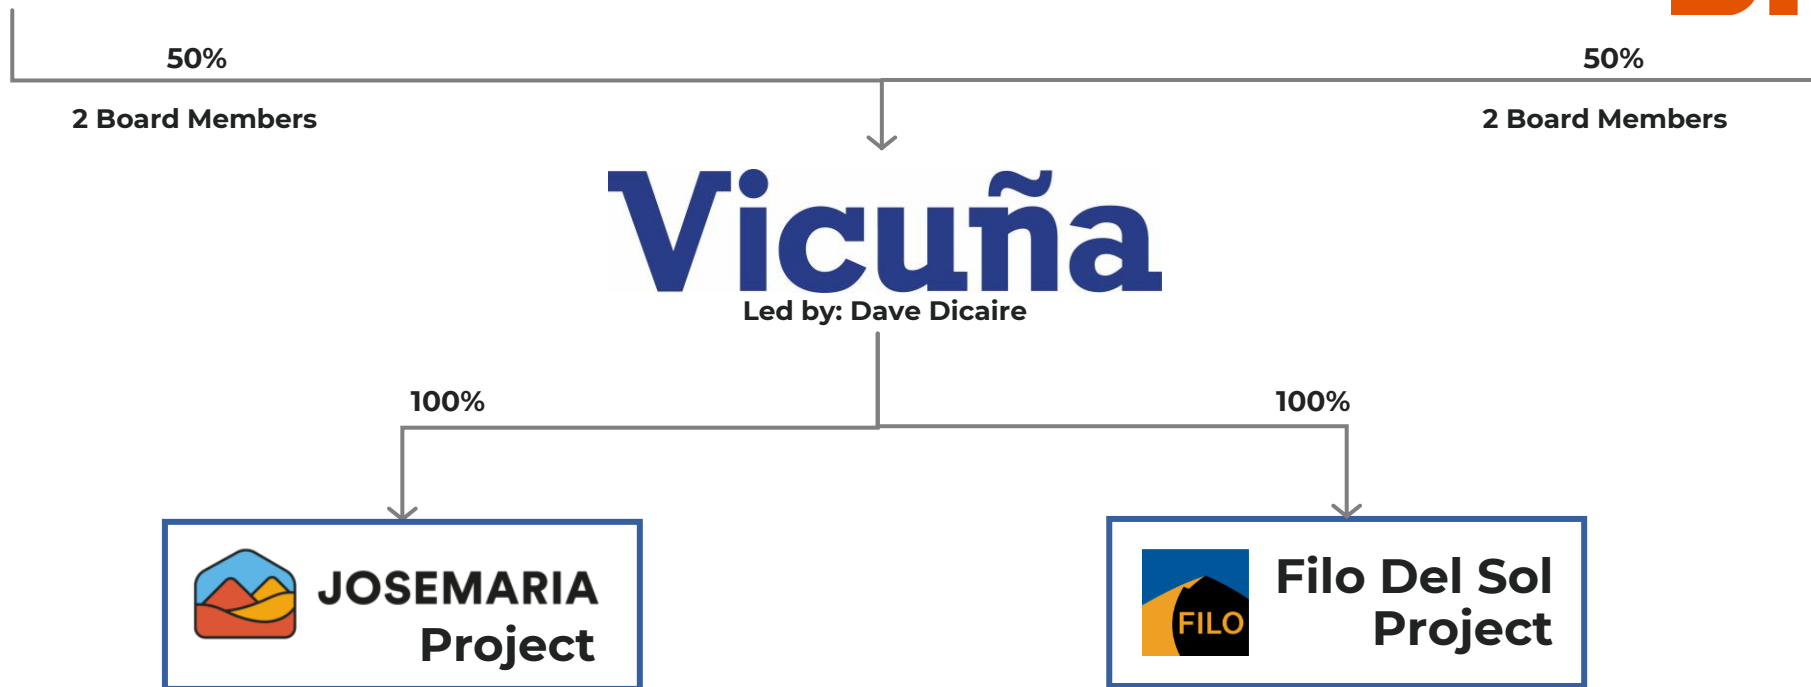 50%
50%
2 Board Members
2 Board Members
Vicuña
Led by: Dave Dicaire
100%
100%
JOSEMARIA
Project
FILO
Filo Del Sol
Project